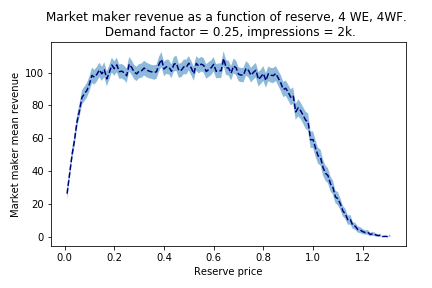 Market maker revenue as a function of reserve, 4 WE, 4WF.
Demand factor = 0.25, impressions = 2k.
Market maker mean revenue
100
80
60
40
20
0
0.0 0.2 0.4 0.6 0.8 1.0 1.2
Reserve price